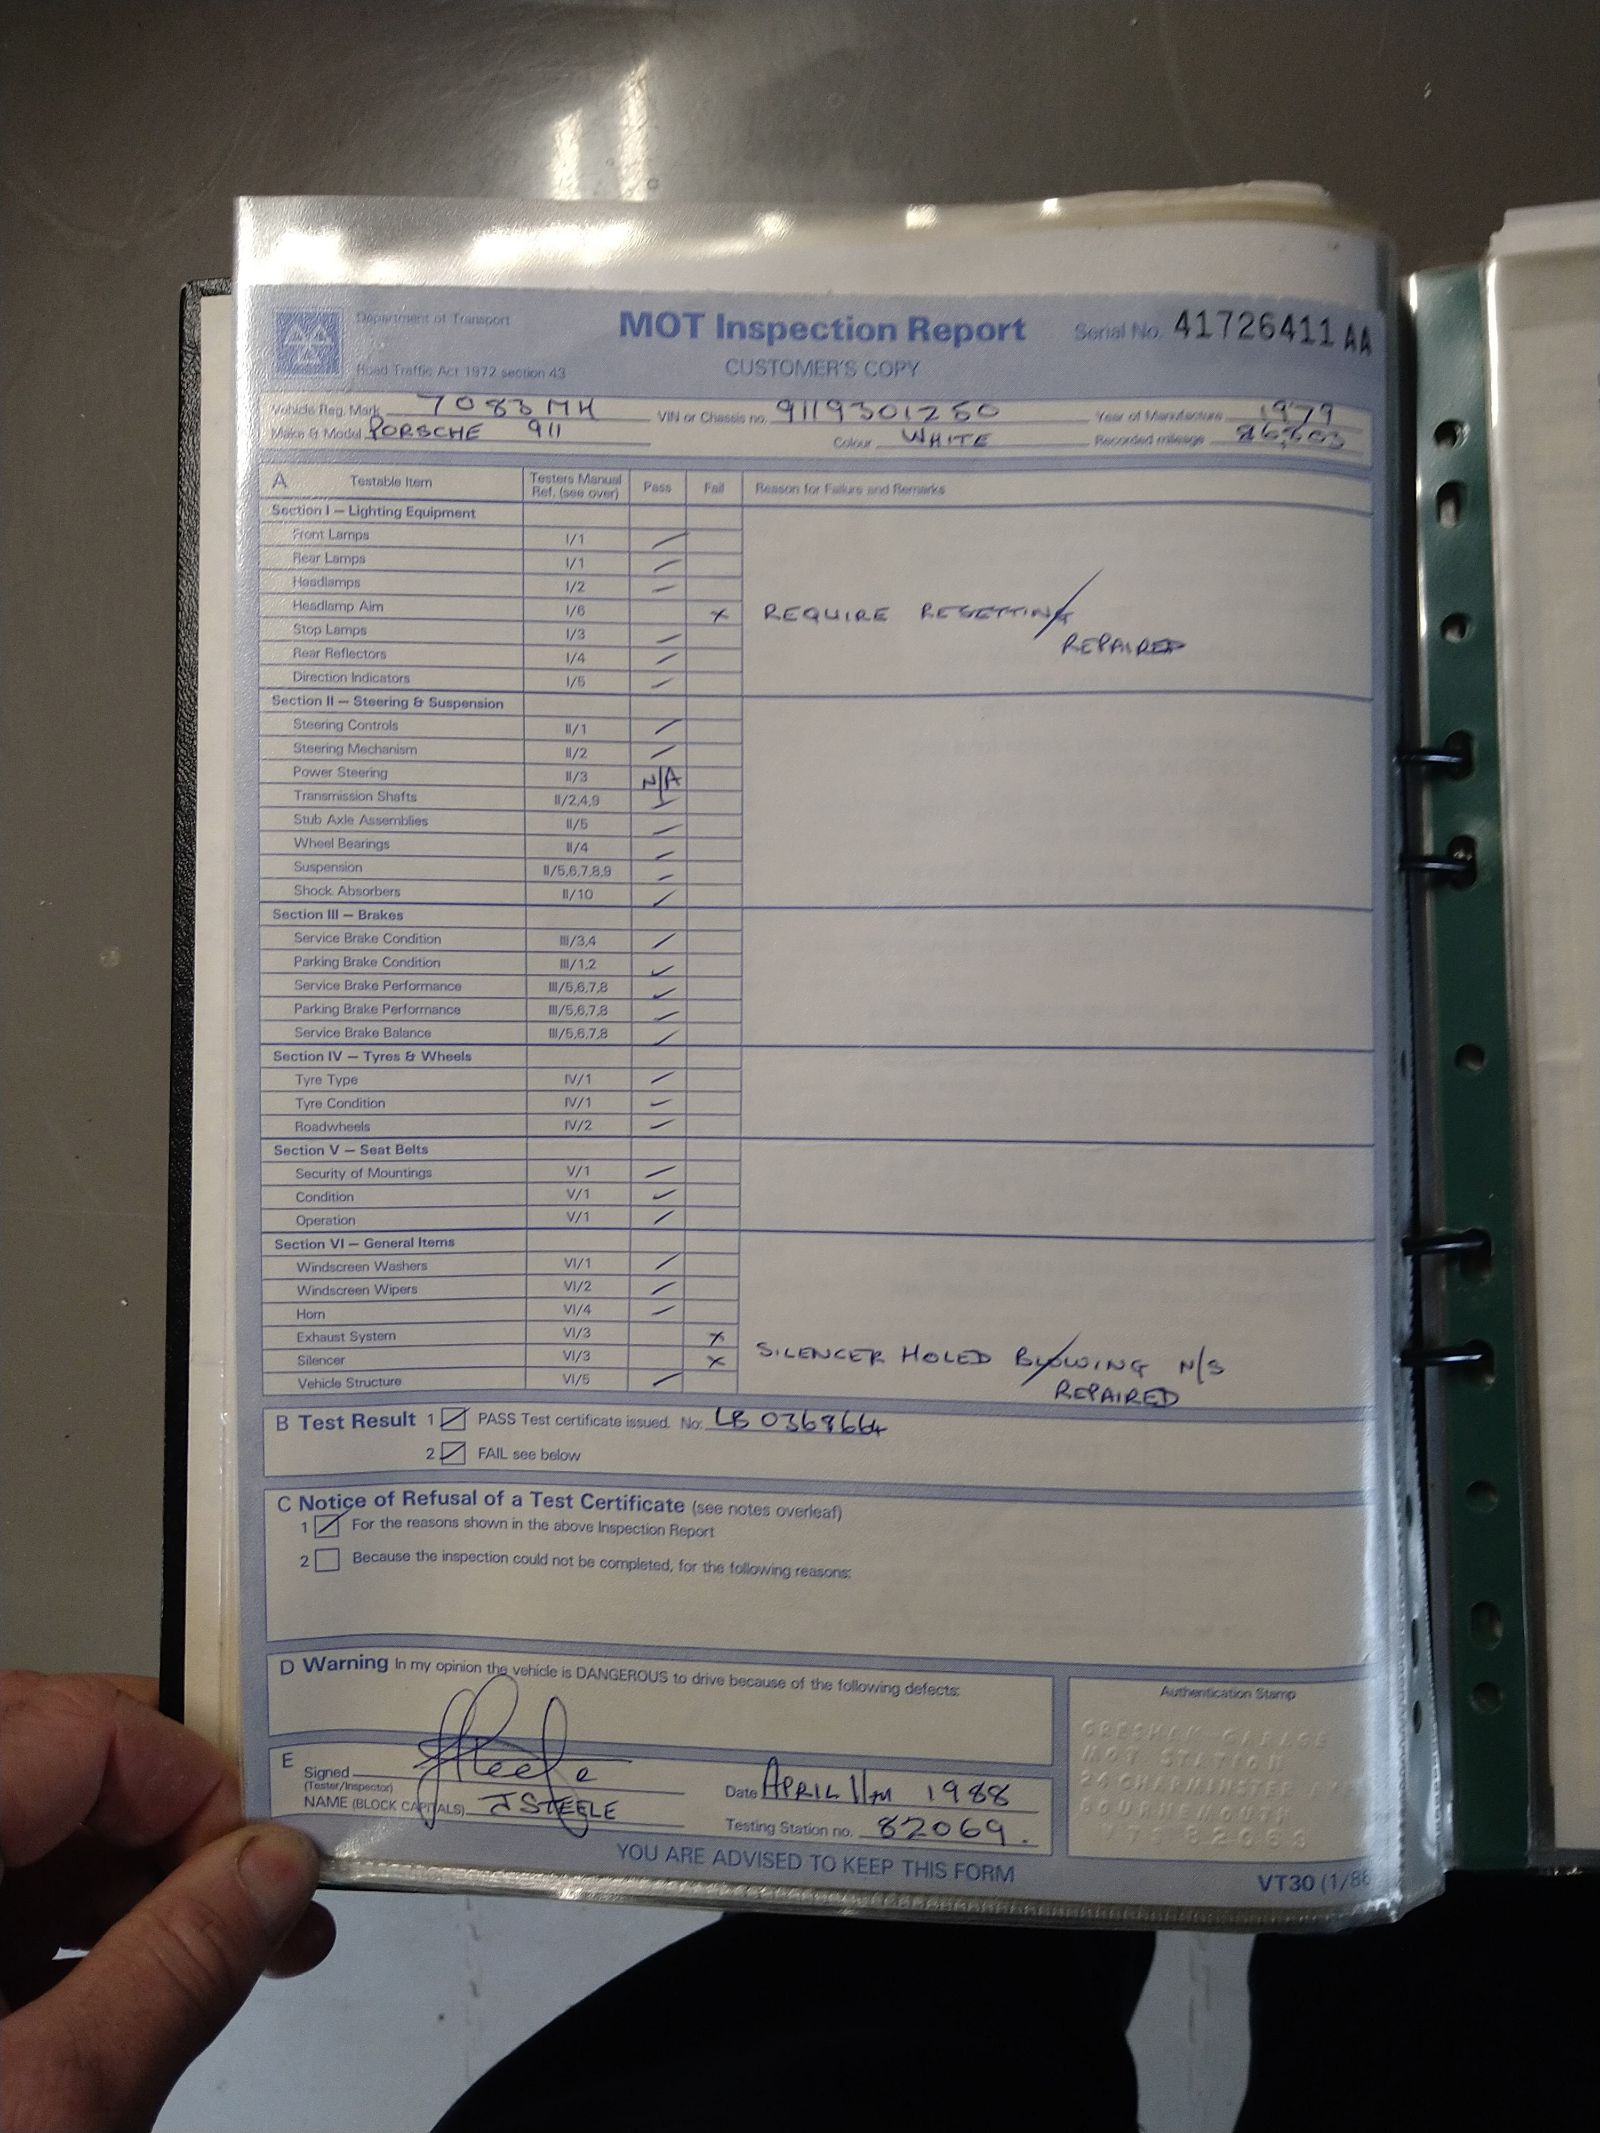 Department of Transport
MOT Inspection Report
Serial No. 41726411 AA
Road Traffic Act 1972 section 43
CUSTOMER'S COPY
Vehicle Reg. Mark 7083 MH VIN or Chassis no. 9119301250 Year of Manufacture 1979
Make & Model PORSCHE 911 Colour WHITE Recorded mileage
A Testable Item Testers Manual Ref. (see over) Pass Fail Reason for Failure and Remarks
Section I – Lighting Equipment
Front Lamps I/1
Rear Lamps I/1
Headlamps I/2
Headlamp Aim I/6 x REQUIRE RESETTING
REPAIRED
Stop Lamps I/3
Rear Reflectors I/4
Direction Indicators I/5
Section II – Steering & Suspension
Steering Controls II/1
Steering Mechanism II/2
Power Steering II/3 N/A
Transmission Shafts II/2,4,9
Stub Axle Assemblies II/5
Wheel Bearings II/4
Suspension II/5,6,7,8,9
Shock Absorbers II/10
Section III – Brakes
Service Brake Condition III/3,4
Parking Brake Condition III/1,2
Service Brake Performance III/5,6,7,8
Parking Brake Performance III/5,6,7,8
Service Brake Balance III/5,6,7,8
Section IV – Tyres & Wheels
Tyre Type IV/1
Tyre Condition IV/1
Roadwheels IV/2
Section V – Seat Belts
Security of Mountings V/1
Condition V/1
Operation V/1
Section VI – General Items
Windscreen Washers VI/1
Windscreen Wipers VI/2
Horn VI/4
Exhaust System VI/3 x
Silencer VI/3 x SILENCER HOLED BLOWING N/S
REPAIRED
Vehicle Structure VI/5
B Test Result 1 PASS Test certificate issued. No: LB 0369664
2 FAIL see below
C Notice of Refusal of a Test Certificate (see notes overleaf)
1 For the reasons shown in the above Inspection Report
2 Because the inspection could not be completed, for the following reasons:
D Warning In my opinion the vehicle is DANGEROUS to drive because of the following defects:
Authentication Stamp
GRESHAM GARAGE
MOT STATION
26 CHARMINSTER
BOURNEMOUTH
VTS 82069
E Signed J Steele
(Tester/Inspector)
Date APRIL 11TH 1988
NAME (BLOCK CAPITALS) J STEELE
Testing Station no. 82069.
YOU ARE ADVISED TO KEEP THIS FORM
VT30 (1/86